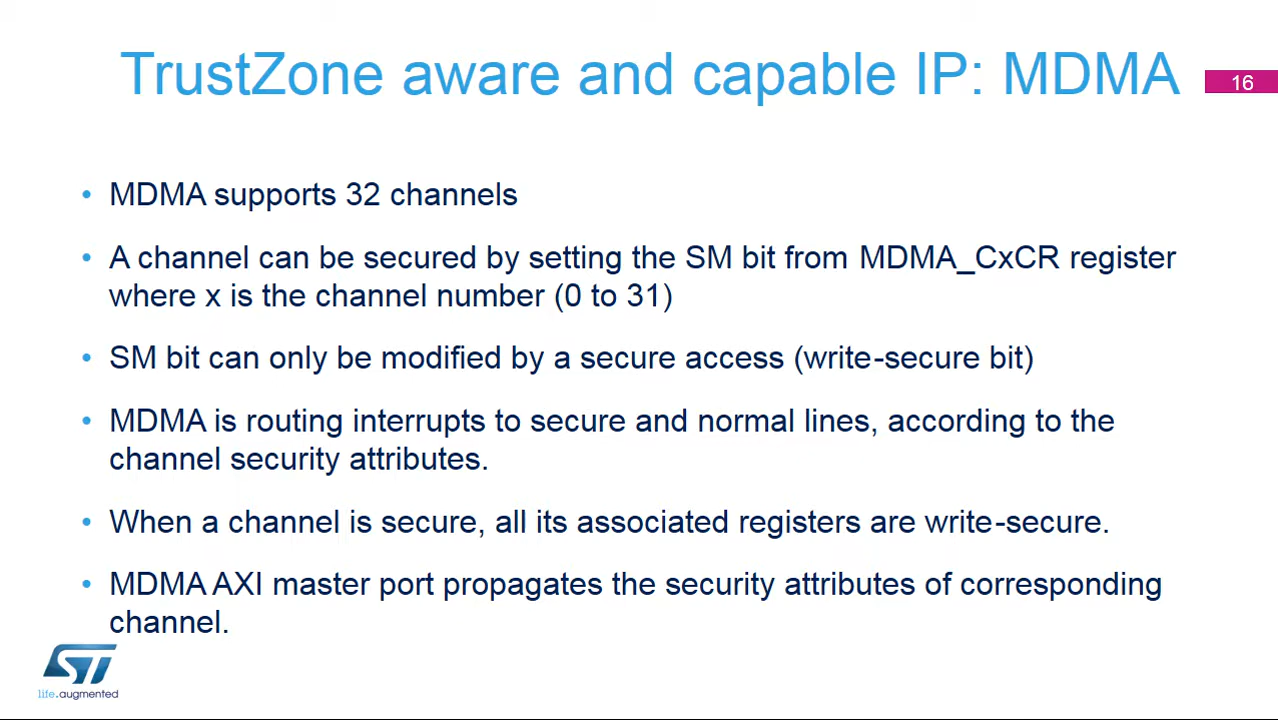 TrustZone aware and capable IP: MDMA
16
• MDMA supports 32 channels
• A channel can be secured by setting the SM bit from MDMA_CxCR register
where x is the channel number (0 to 31)
• SM bit can only be modified by a secure access (write-secure bit)
• MDMA is routing interrupts to secure and normal lines, according to the
channel security attributes.
• When a channel is secure, all its associated registers are write-secure.
• MDMA AXI master port propagates the security attributes of corresponding
channel.
ST
life.augmented